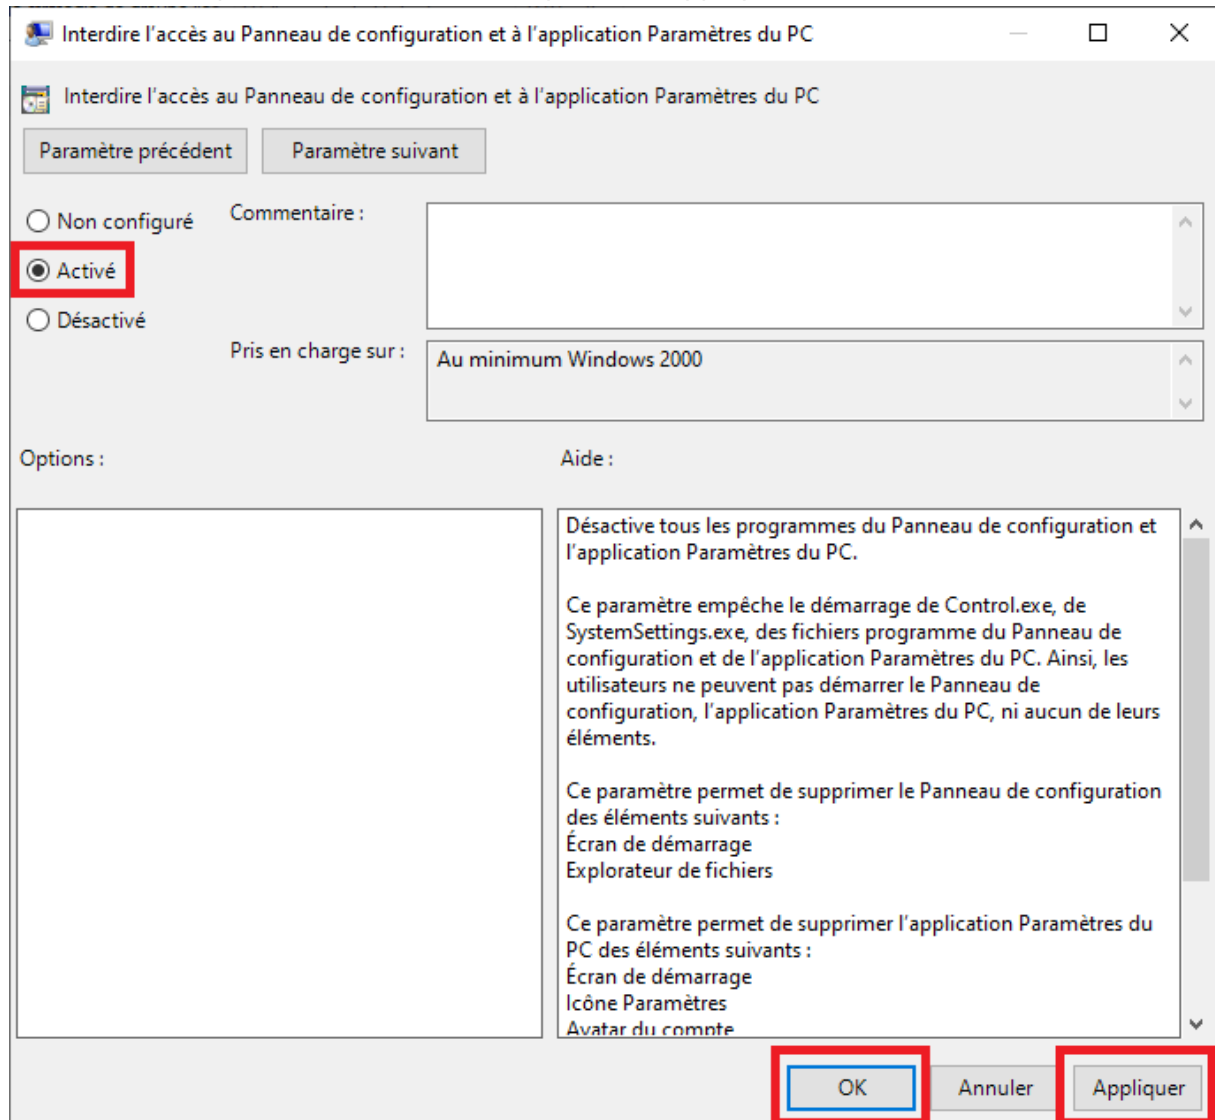 Interdire l'accès au Panneau de configuration et à l'application Paramètres du PC
Interdire l'accès au Panneau de configuration et à l'application Paramètres du PC
Paramètre précédent
Paramètre suivant
Non configuré
Commentaire :
Activé
Désactivé
Pris en charge sur :
Au minimum Windows 2000
Options :
Aide :
Désactive tous les programmes du Panneau de configuration et
l'application Paramètres du PC.
Ce paramètre empêche le démarrage de Control.exe, de
SystemSettings.exe, des fichiers programme du Panneau de
configuration et de l'application Paramètres du PC. Ainsi, les
utilisateurs ne peuvent pas démarrer le Panneau de
configuration, l'application Paramètres du PC, ni aucun de leurs
éléments.
Ce paramètre permet de supprimer le Panneau de configuration
des éléments suivants :
Écran de démarrage
Explorateur de fichiers
Ce paramètre permet de supprimer l'application Paramètres du
PC des éléments suivants :
Écran de démarrage
Icône Paramètres
Avatar du compte
OK
Annuler
Appliquer